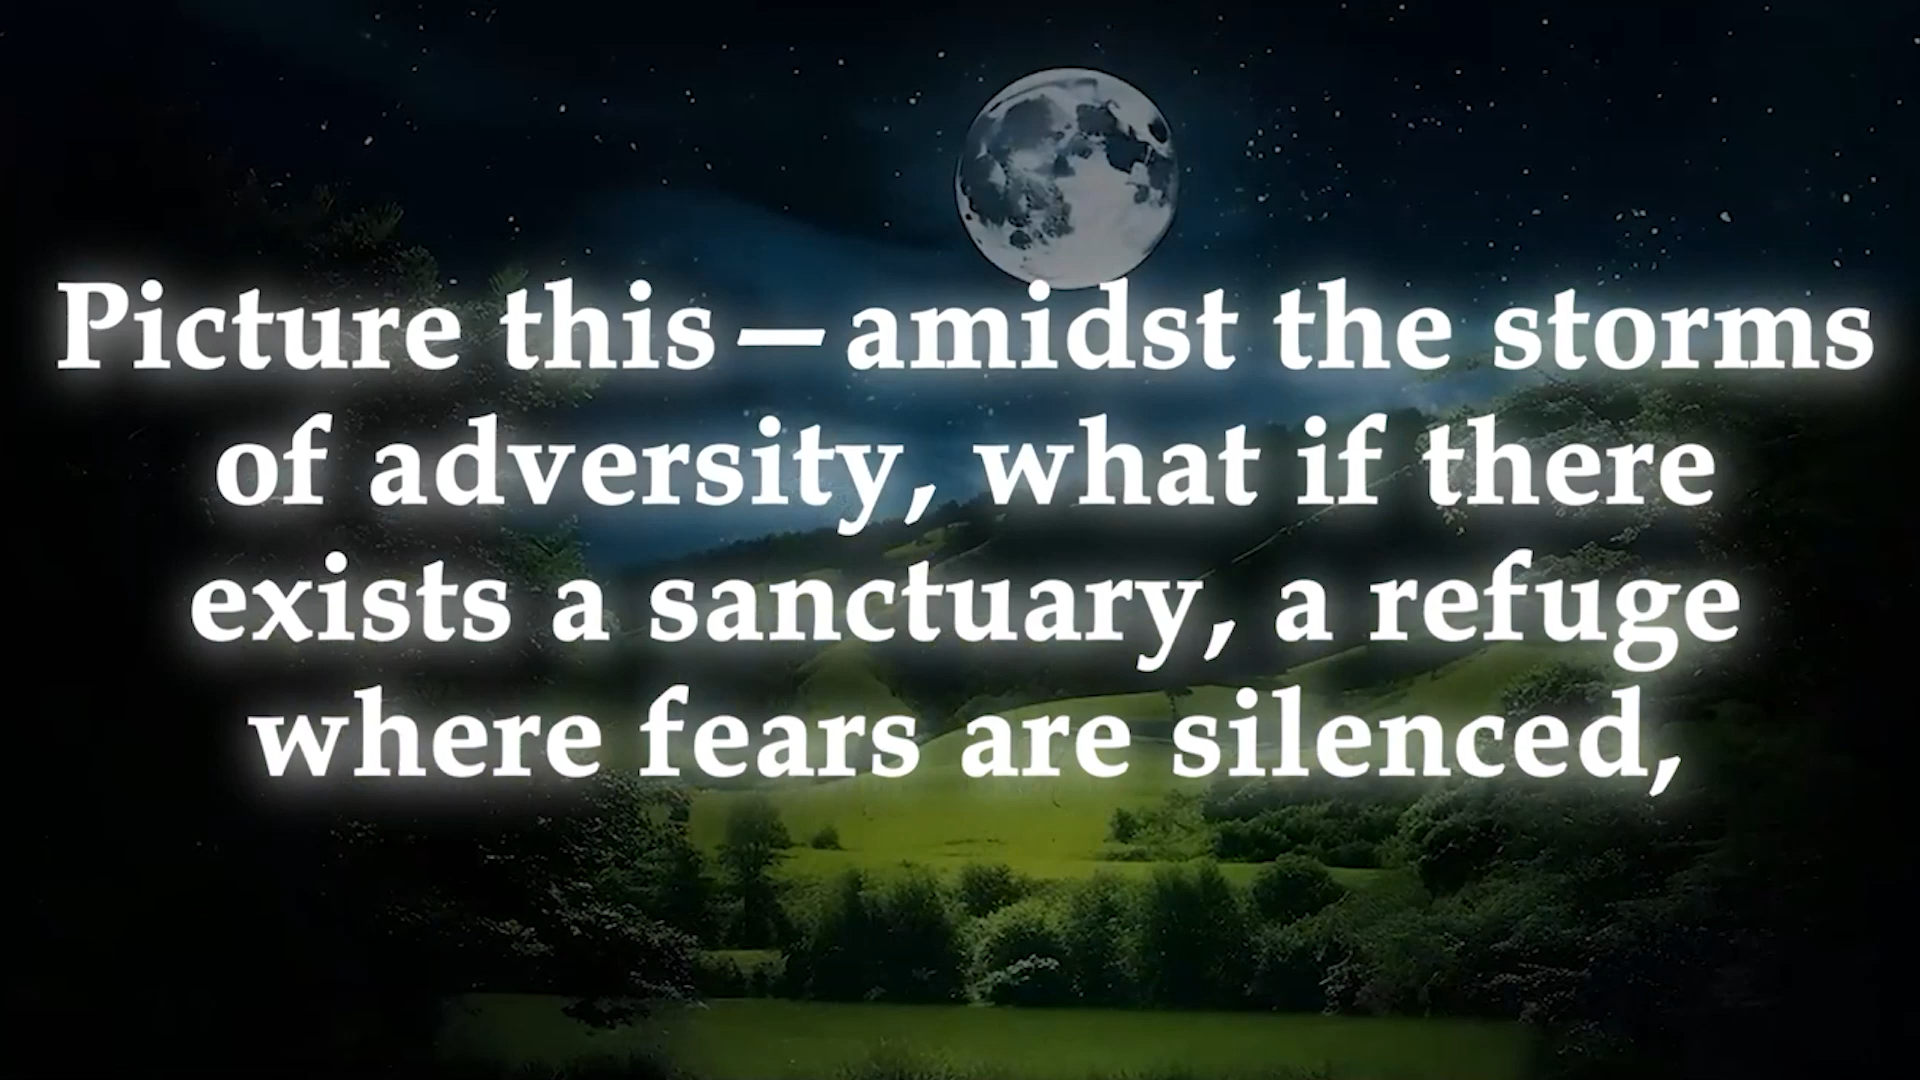 Picture this—amidst the storms
of adversity, what if there
exists a sanctuary, a refuge
where fears are silenced,